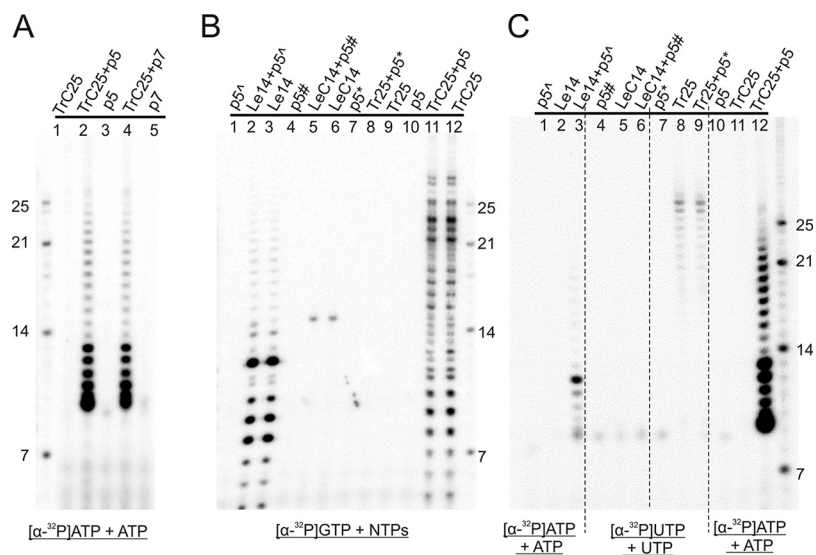 A
B
C
TrC25
TrC25+p5
p5
TrC25+p7
p7
1 2 3 4 5
p5^
Le14+p5^
Le14
p5#
LeC14+p5#
LeC14
p5*
Tr25+p5*
Tr25
p5
TrC25+p5
TrC25
1 2 3 4 5 6 7 8 9 10 11 12
p5^
Le14
Le14+p5^
p5#
LeC14
LeC14+p5#
p5*
Tr25
Tr25+p5*
p5
TrC25
TrC25+p5
1 2 3 4 5 6 7 8 9 10 11 12
25
21
14
7
25
21
14
7
25
21
14
7
[α-³²P]ATP + ATP
[α-³²P]GTP + NTPs
[α-³²P]ATP
+ ATP
[α-³²P]UTP
+ UTP
[α-³²P]ATP
+ ATP